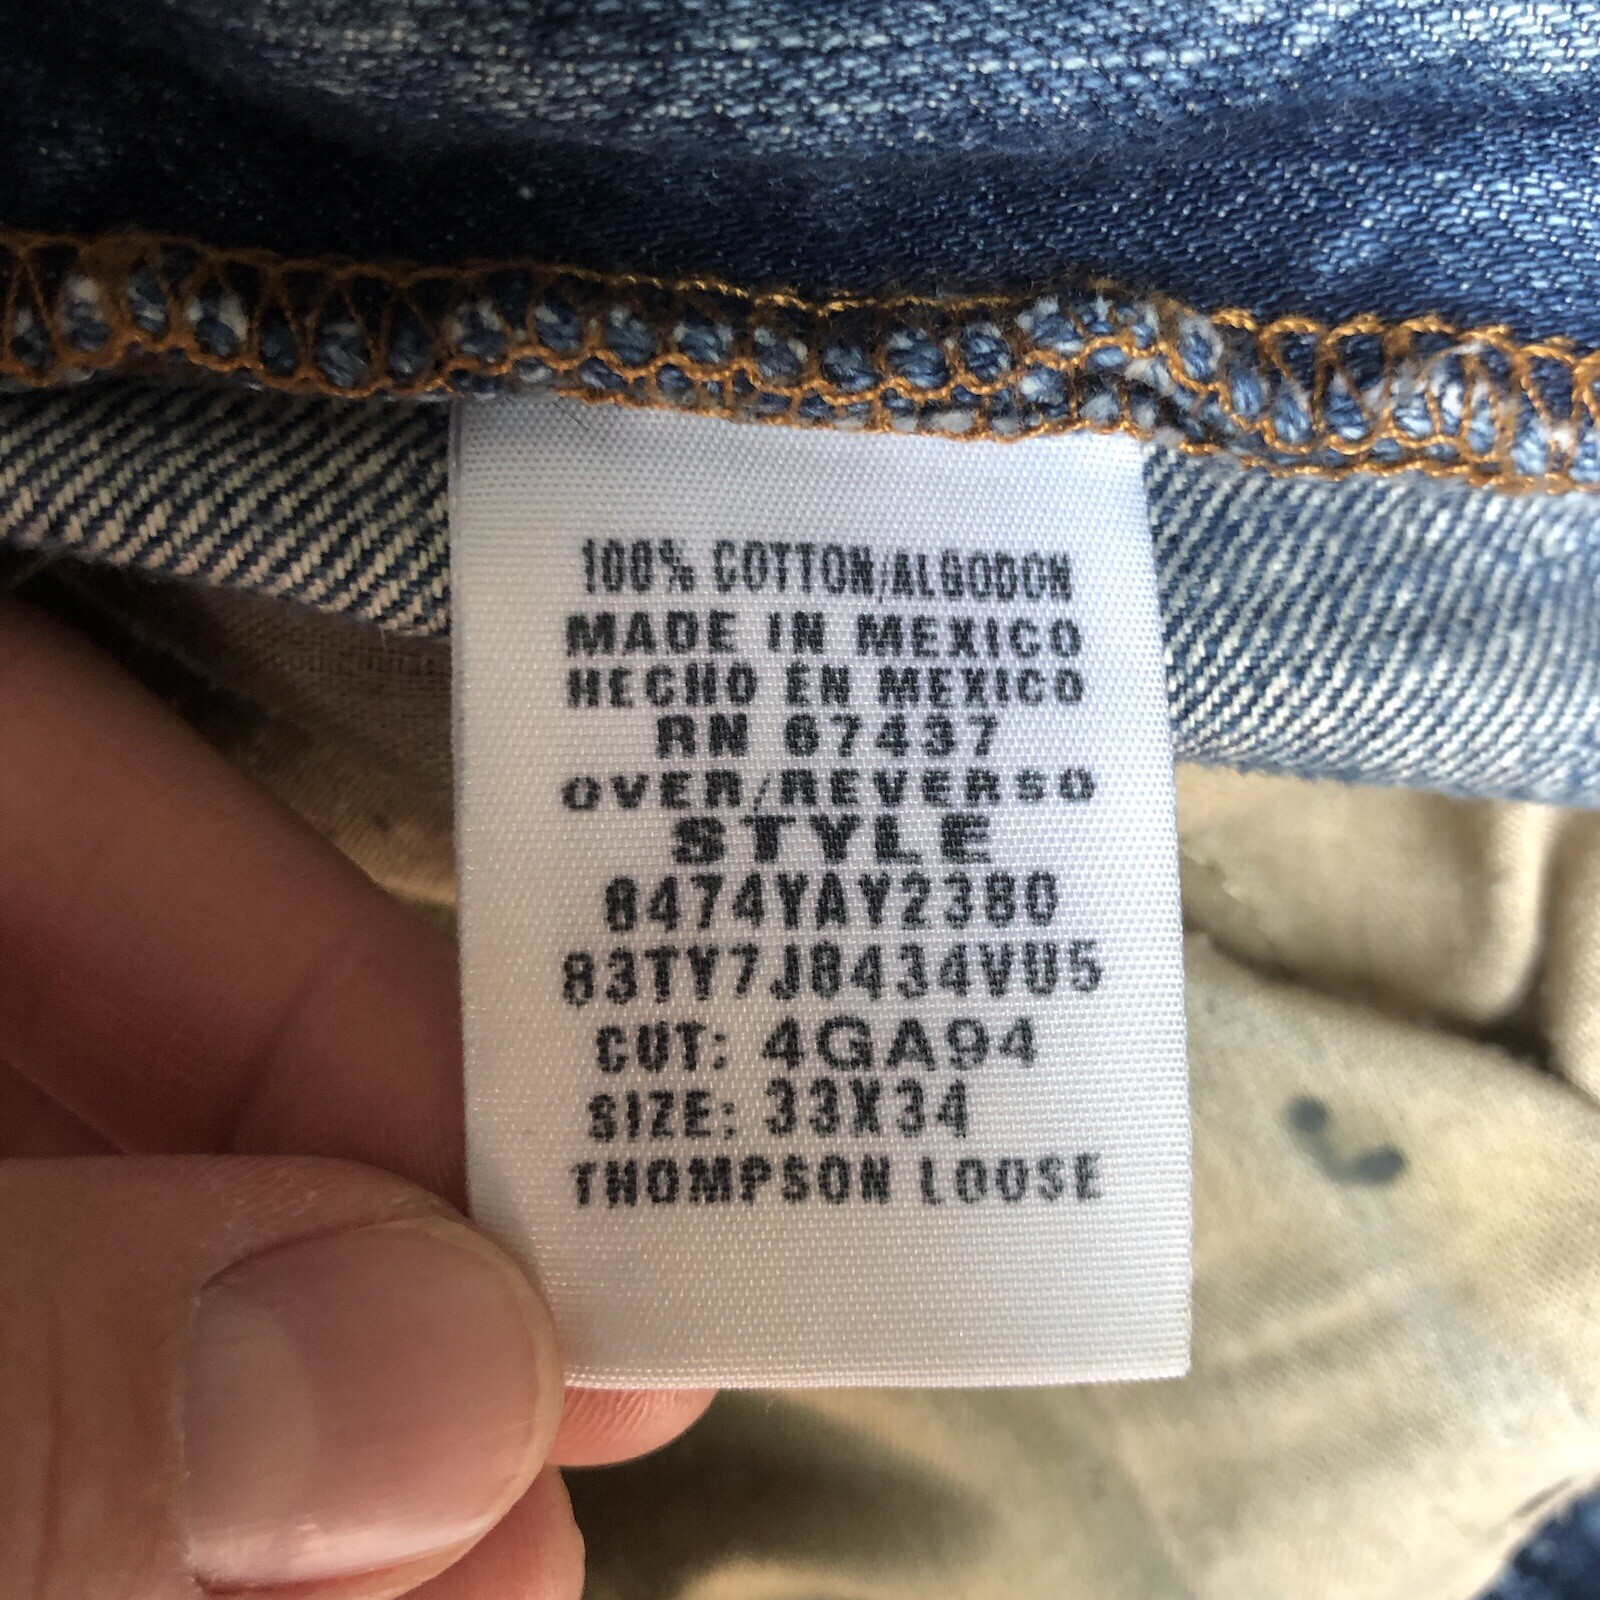 100% COTTON/ALGODON
MADE IN MEXICO
HECHO EN MEXICO
RN 87437
OVER/REVERSO
STYLE
8474YAY2380
83TY7J8434VU5
CUT: 4GA94
SIZE: 33X34
THOMPSON LOOSE